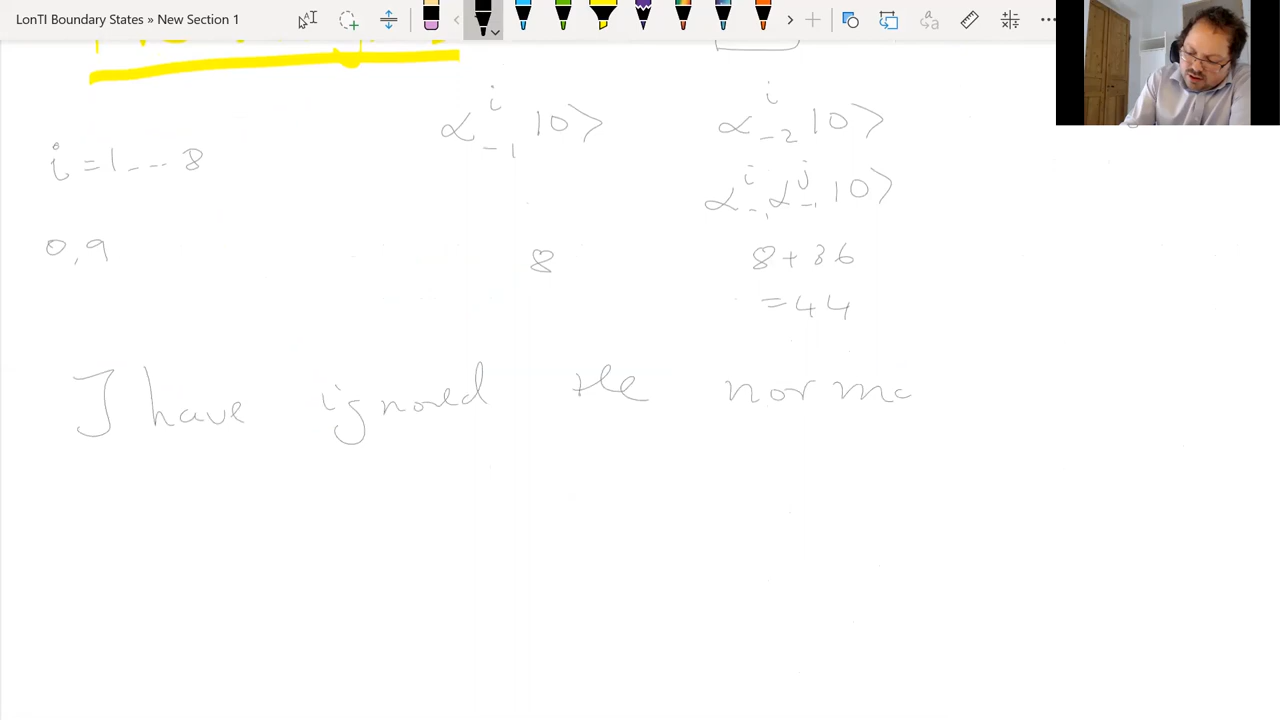 LonTI Boundary States » New Section 1
α^i_{-1} |0>
α^i_{-2} |0>
i = 1 --- 8
α^i_{-1} α^j_{-1} |0>
0, 9
8
8 + 36
= 44
I have ignored the norma